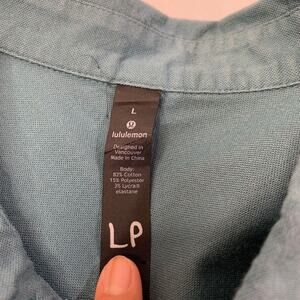 L
lululemon
Designed in
Vancouver
Made in China
Body:
82% Cotton
15% Polyester
3% Lycra®
elastane
LP